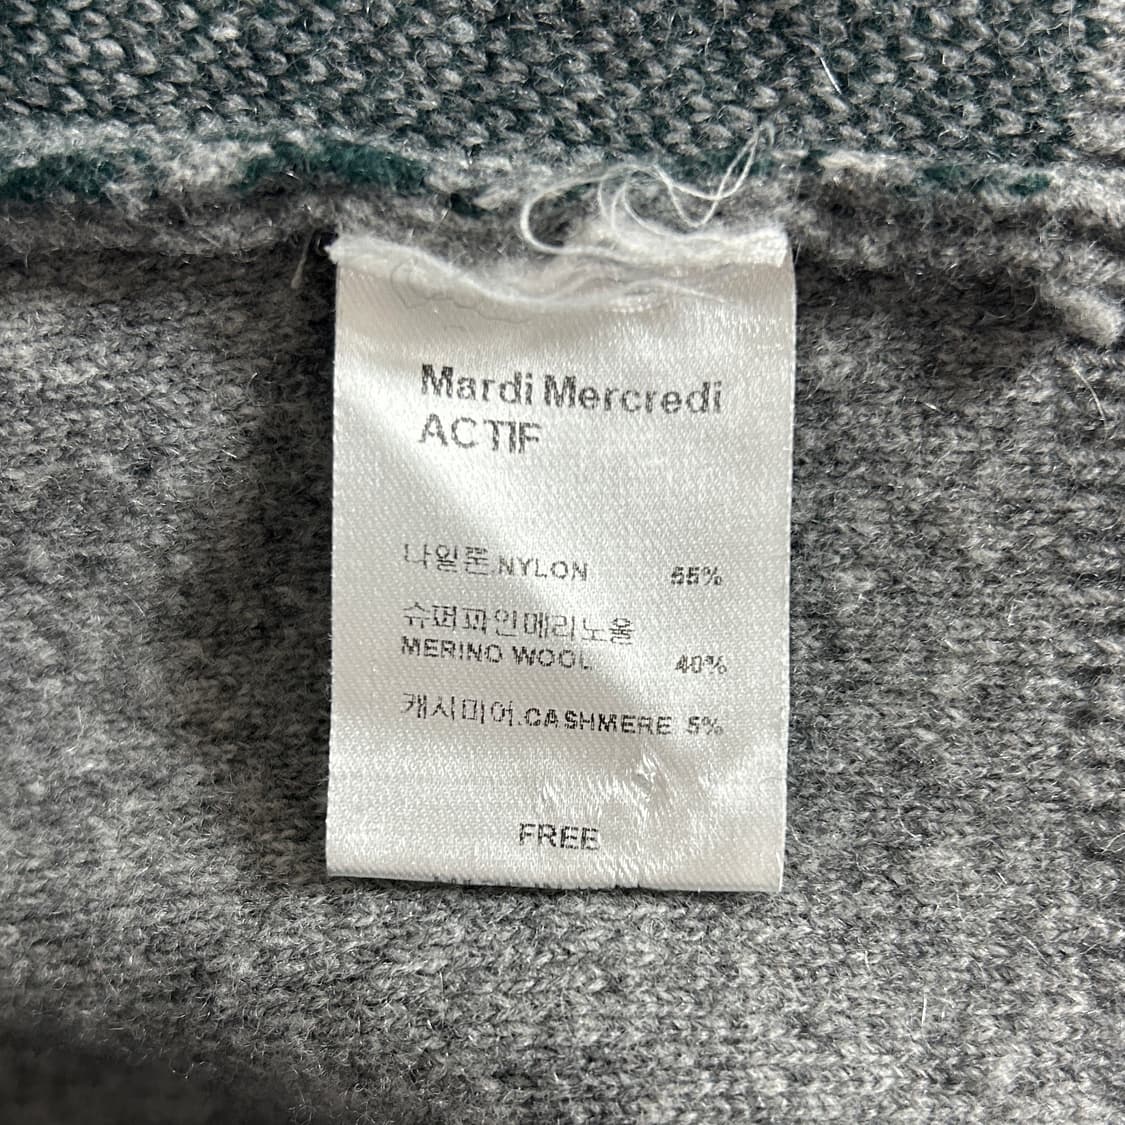 Mardi Mercredi
ACTIF
나일론.NYLON 55%
슈퍼파인메리노울
MERINO WOOL 40%
캐시미어.CASHMERE 5%
FREE